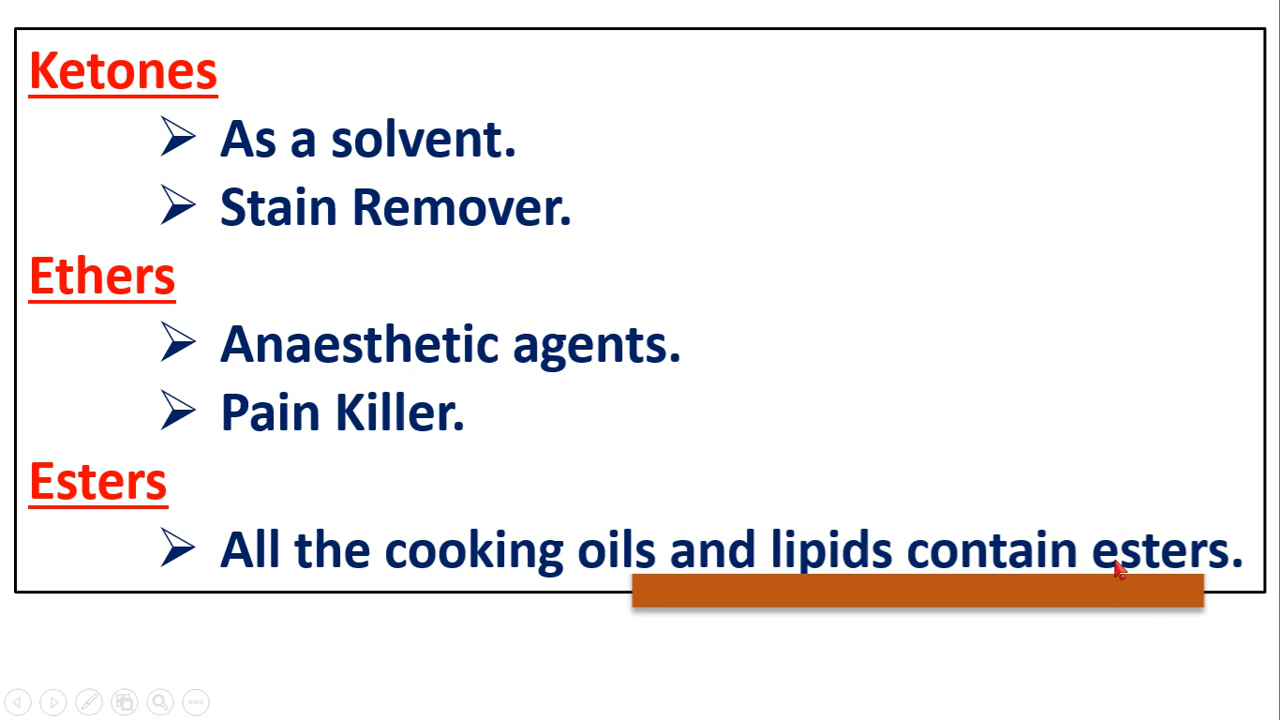 Ketones
➢ As a solvent.
➢ Stain Remover.
Ethers
➢ Anaesthetic agents.
➢ Pain Killer.
Esters
➢ All the cooking oils and lipids contain esters.